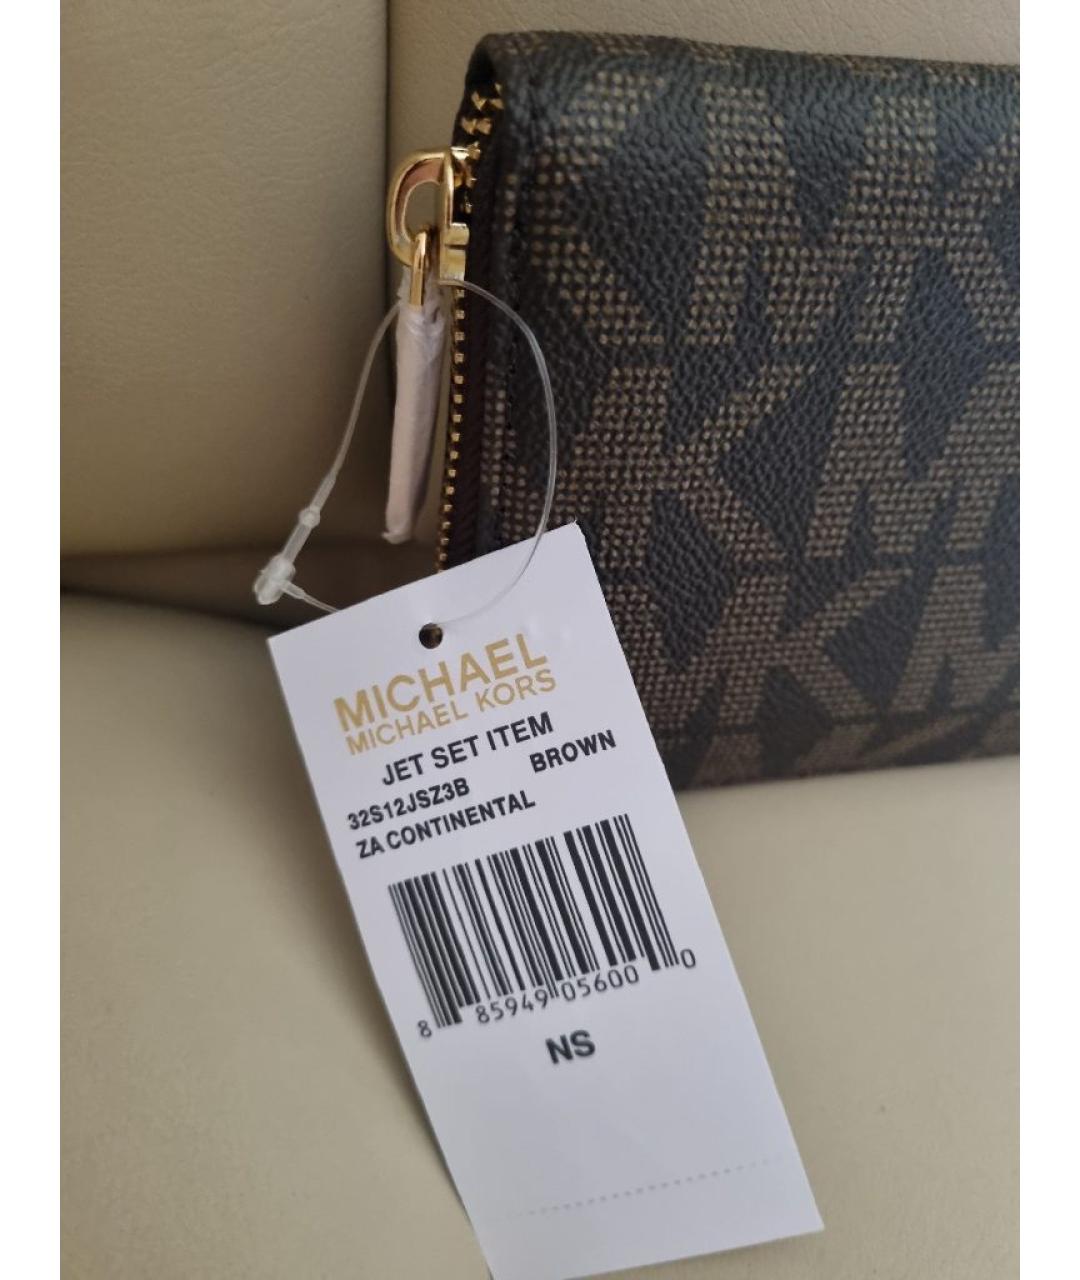 MICHAEL
MICHAEL KORS
JET SET ITEM
32S12JSZ3B BROWN
ZA CONTINENTAL
8 85949 05600 0
NS